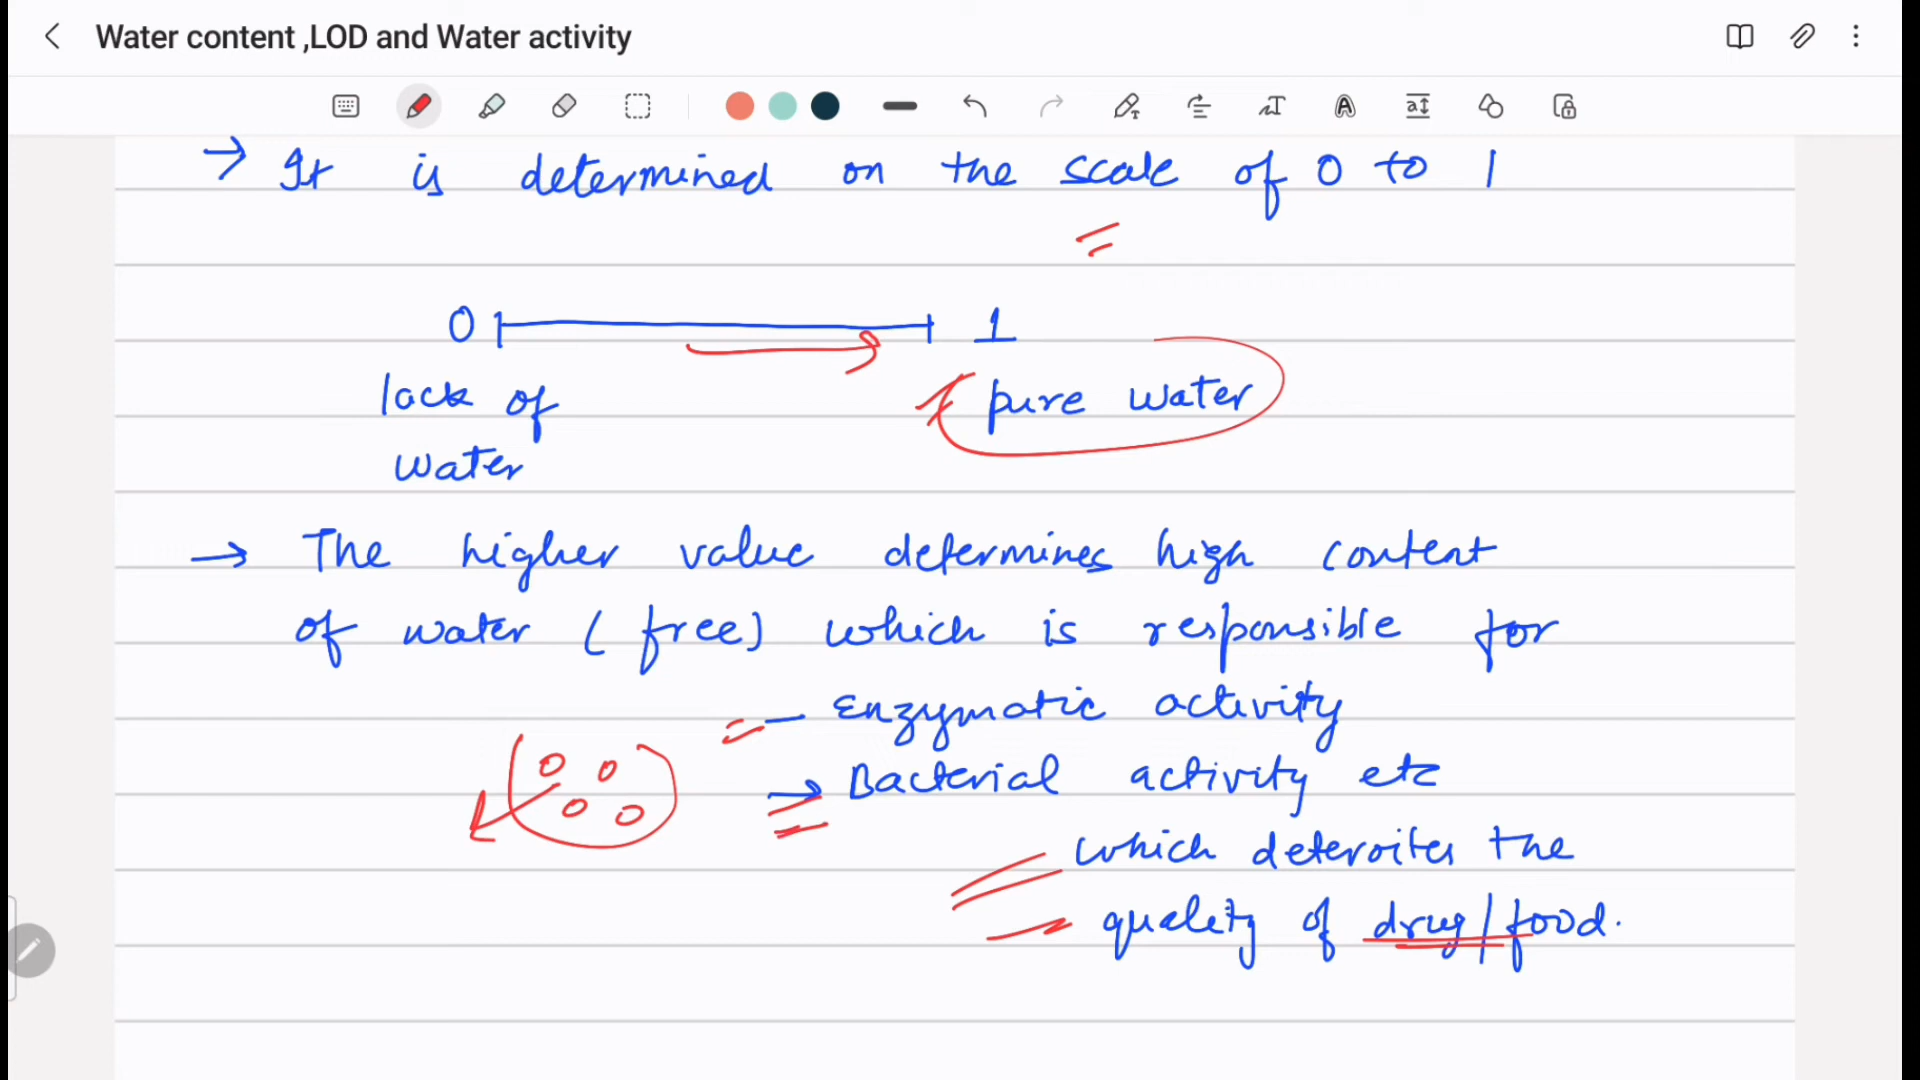 Water content ,LOD and Water activity
→ It is determined on the scale of 0 to 1
0 1
lack of pure water
water
→ The higher value determines high content
of water (free) which is responsible for
- Enzymatic activity
→ Bacterial activity etc
which deteroites the
quality of drug/food.